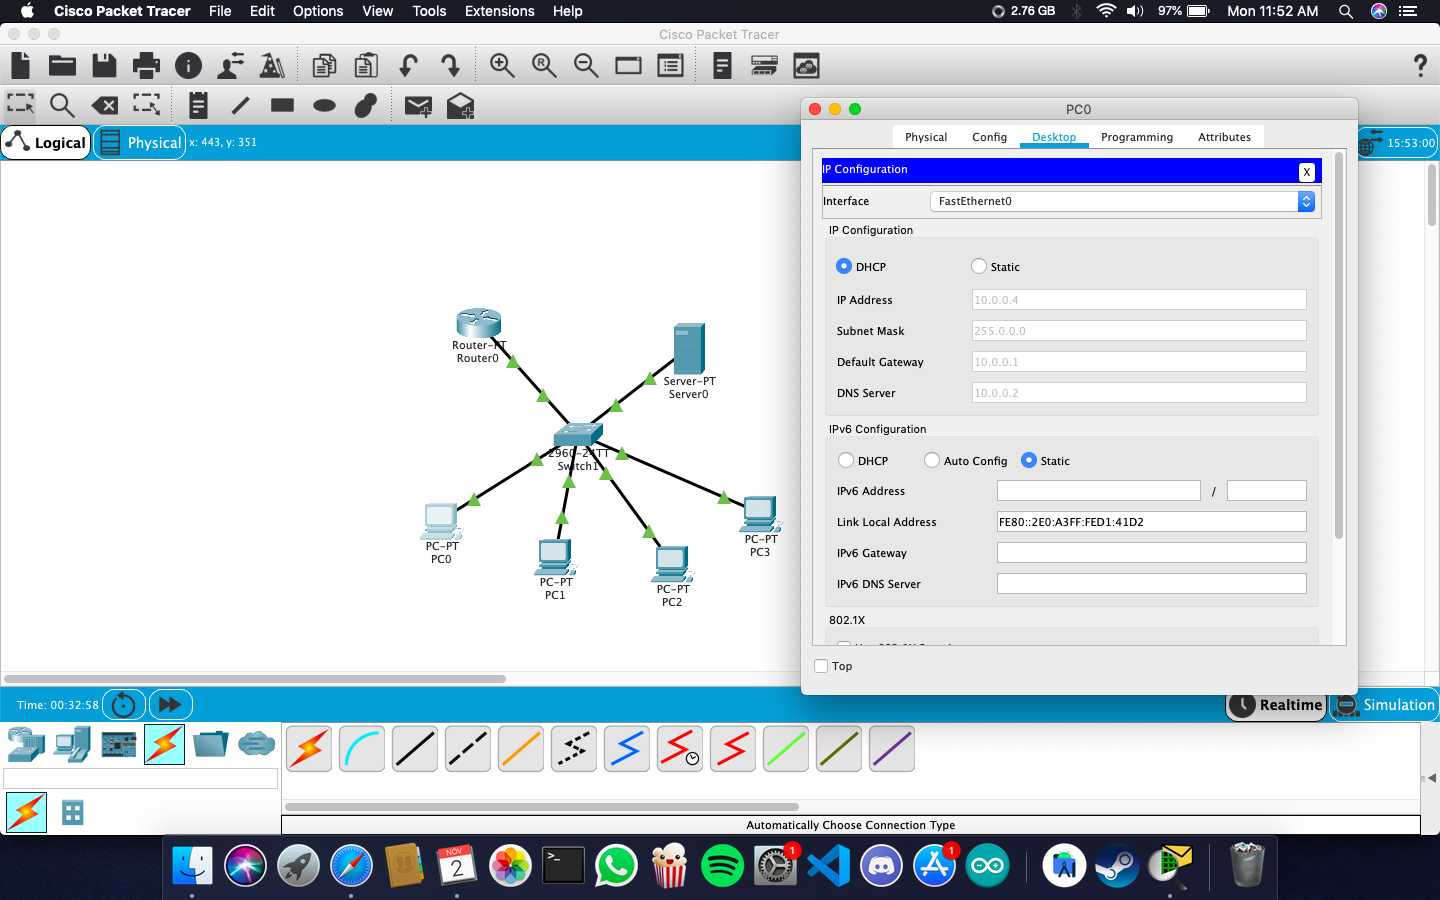 Cisco Packet Tracer File Edit Options View Tools Extensions Help 2.76 GB 97% Mon 11:52 AM
Cisco Packet Tracer
Logical Physical x: 443, y: 351 15:53:00
PC0
Physical Config Desktop Programming Attributes
IP Configuration X
Interface FastEthernet0
IP Configuration
DHCP Static
IP Address 10.0.0.4
Subnet Mask 255.0.0.0
Default Gateway 10.0.0.1
DNS Server 10.0.0.2
IPv6 Configuration
DHCP Auto Config Static
IPv6 Address /
Link Local Address FE80::2E0:A3FF:FED1:41D2
IPv6 Gateway
IPv6 DNS Server
802.1X
Top
Router-PT
Router0
Server-PT
Server0
2960-24TT
Switch1
PC-PT
PC0
PC-PT
PC1
PC-PT
PC2
PC-PT
PC3
Time: 00:32:58 Realtime Simulation
Automatically Choose Connection Type
NOV
2
1
1